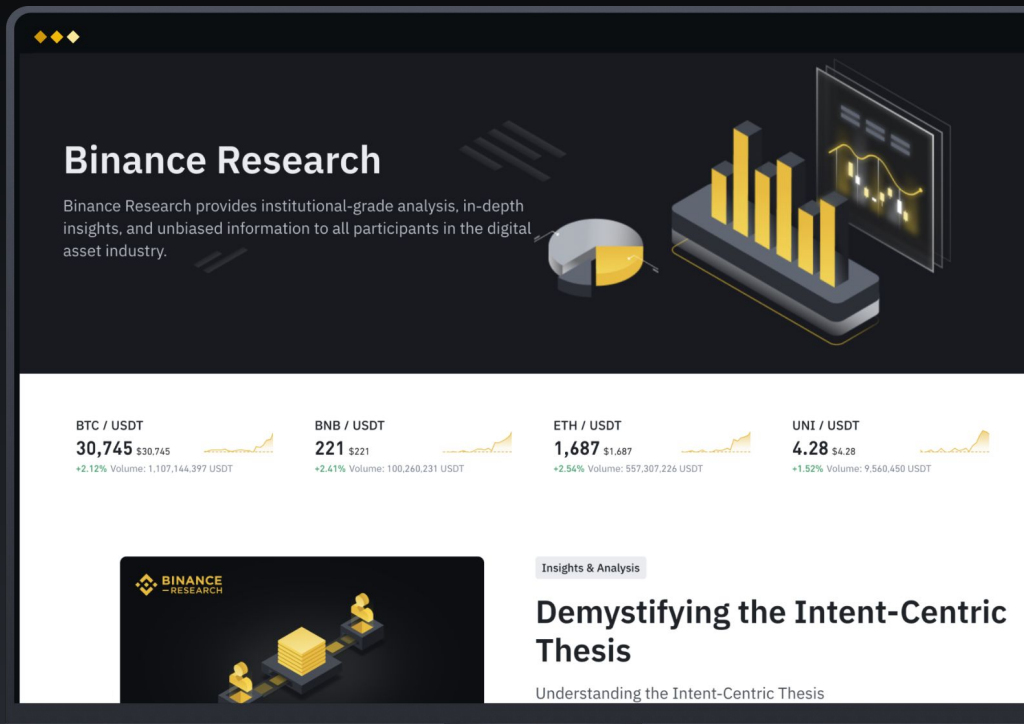 Binance Research
Binance Research provides institutional-grade analysis, in-depth
insights, and unbiased information to all participants in the digital
asset industry.
BTC / USDT
30,745 $30,745
+2.12% Volume: 1,107,144,397 USDT
BNB / USDT
221 $221
+2.41% Volume: 100,260,231 USDT
ETH / USDT
1,687 $1,687
+2.54% Volume: 557,307,226 USDT
UNI / USDT
4.28 $4.28
+1.52% Volume: 9,560,450 USDT
BINANCE
RESEARCH
Insights & Analysis
Demystifying the Intent-Centric
Thesis
Understanding the Intent-Centric Thesis